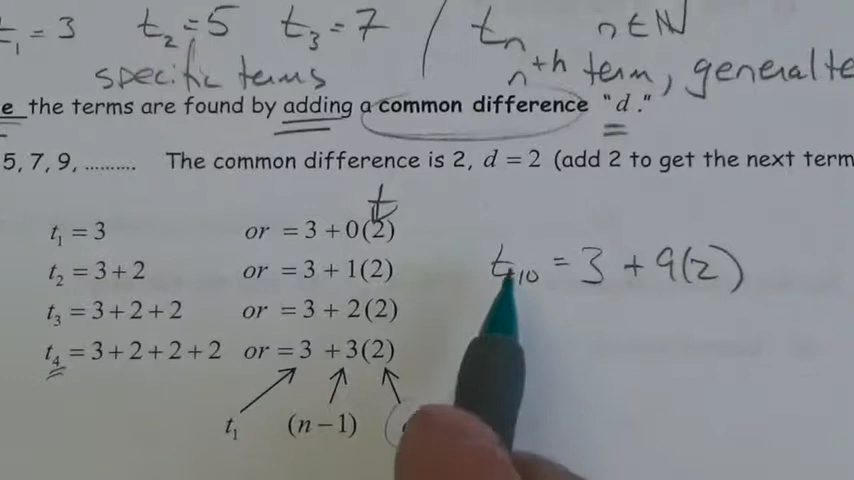 t₁ = 3 t₂ = 5 t₃ = 7 / tₙ n ∈ ℕ
specific terms nᵗʰ term, general te
e the terms are found by adding a common difference "d."
5, 7, 9, .......... The common difference is 2, d = 2 (add 2 to get the next term
t
t₁ = 3 or = 3 + 0(2)
t₂ = 3 + 2 or = 3 + 1(2) t₁₀ = 3 + 9(2)
t₃ = 3 + 2 + 2 or = 3 + 2(2)
t₄ = 3 + 2 + 2 + 2 or = 3 + 3(2)
t₁ (n − 1)